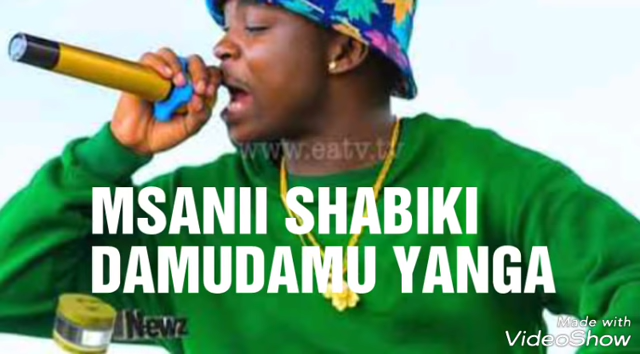 www.eatv.tv
MSANII SHABIKI
DAMUDAMU YANGA
Newz
Made with
VideoShow